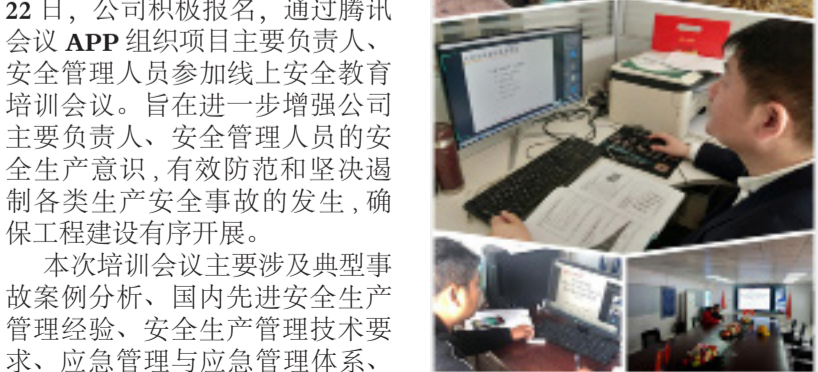 22 日，公司积极报名，通过腾讯
会议 APP 组织项目主要负责人、
安全管理人员参加线上安全教育
培训会议。旨在进一步增强公司
主要负责人、安全管理人员的安
全生产意识，有效防范和坚决遏
制各类生产安全事故的发生，确
保工程建设有序开展。
本次培训会议主要涉及典型事
故案例分析、国内先进安全生产
管理经验、安全生产管理技术要
求、应急管理与应急管理体系、